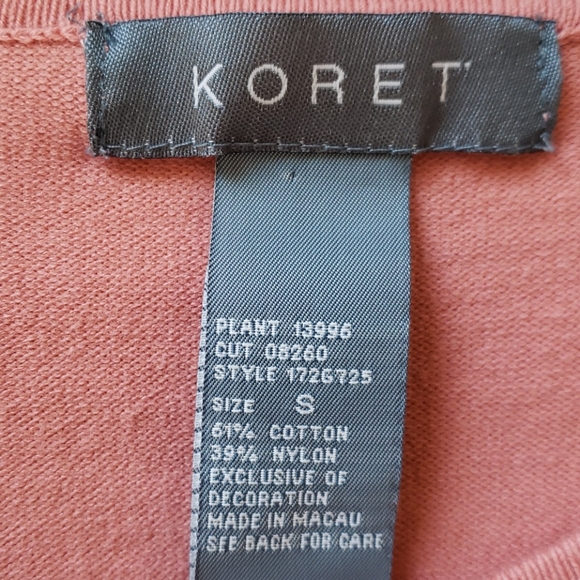 KORET
PLANT 13996
CUT 08260
STYLE 172G725
SIZE S
61% COTTON
39% NYLON
EXCLUSIVE OF
DECORATION
MADE IN MACAU
SEE BACK FOR CARE